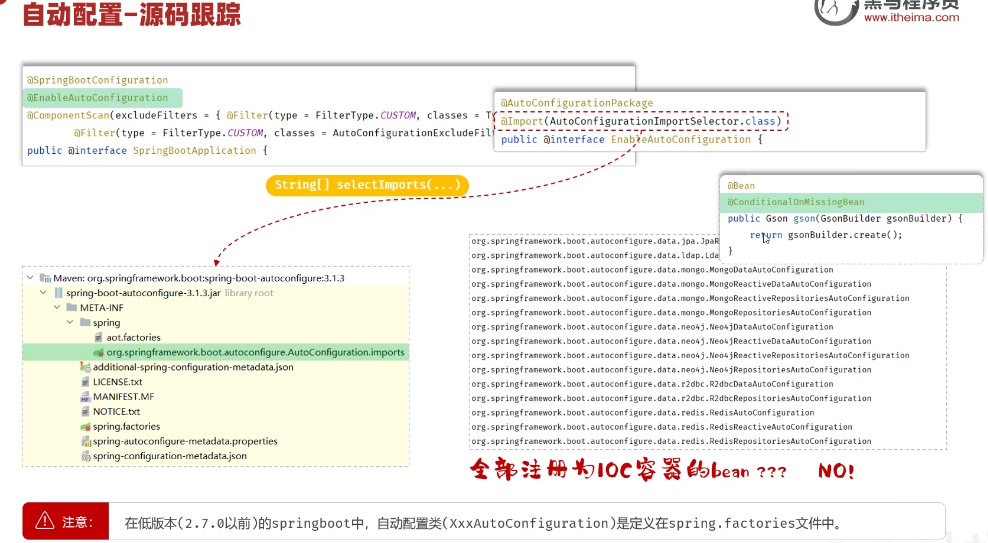 自动配置-源码跟踪
黑马程序员
www.itheima.com
@SpringBootConfiguration
@EnableAutoConfiguration
@ComponentScan(excludeFilters = { @Filter(type = FilterType.CUSTOM, classes = T
@Filter(type = FilterType.CUSTOM, classes = AutoConfigurationExcludeFil
public @interface SpringBootApplication {
@AutoConfigurationPackage
@Import(AutoConfigurationImportSelector.class)
public @interface EnableAutoConfiguration {
String[] selectImports(...)
@Bean
@ConditionalOnMissingBean
public Gson gson(GsonBuilder gsonBuilder) {
return gsonBuilder.create();
}
Maven: org.springframework.boot:spring-boot-autoconfigure:3.1.3
spring-boot-autoconfigure-3.1.3.jar library root
META-INF
spring
aot.factories
org.springframework.boot.autoconfigure.AutoConfiguration.imports
additional-spring-configuration-metadata.json
LICENSE.txt
MANIFEST.MF
NOTICE.txt
spring.factories
spring-autoconfigure-metadata.properties
spring-configuration-metadata.json
org.springframework.boot.autoconfigure.data.jpa.JpaR
org.springframework.boot.autoconfigure.data.ldap.Lda
org.springframework.boot.autoconfigure.data.mongo.MongoDataAutoConfiguration
org.springframework.boot.autoconfigure.data.mongo.MongoReactiveDataAutoConfiguration
org.springframework.boot.autoconfigure.data.mongo.MongoReactiveRepositoriesAutoConfiguration
org.springframework.boot.autoconfigure.data.mongo.MongoRepositoriesAutoConfiguration
org.springframework.boot.autoconfigure.data.neo4j.Neo4jDataAutoConfiguration
org.springframework.boot.autoconfigure.data.neo4j.Neo4jReactiveDataAutoConfiguration
org.springframework.boot.autoconfigure.data.neo4j.Neo4jReactiveRepositoriesAutoConfiguration
org.springframework.boot.autoconfigure.data.neo4j.Neo4jRepositoriesAutoConfiguration
org.springframework.boot.autoconfigure.data.r2dbc.R2dbcDataAutoConfiguration
org.springframework.boot.autoconfigure.data.r2dbc.R2dbcRepositoriesAutoConfiguration
org.springframework.boot.autoconfigure.data.redis.RedisAutoConfiguration
org.springframework.boot.autoconfigure.data.redis.RedisReactiveAutoConfiguration
org.springframework.boot.autoconfigure.data.redis.RedisRepositoriesAutoConfiguration
全部注册为IOC容器的bean ??? NO!
注意: 在低版本(2.7.0以前)的springboot中，自动配置类(XxxAutoConfiguration)是定义在spring.factories文件中。